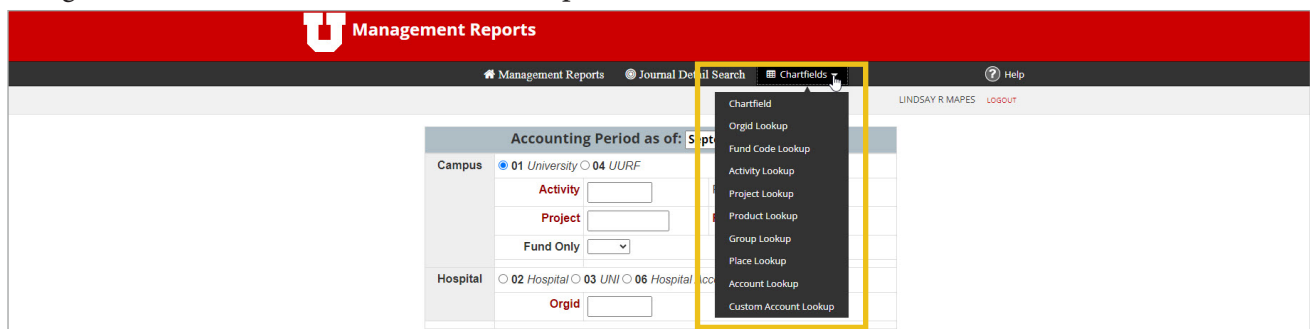 U Management Reports
Management Reports Journal Detail Search Chartfields Help
LINDSAY R MAPES LOGOUT
Chartfield
Orgid Lookup
Fund Code Lookup
Activity Lookup
Project Lookup
Product Lookup
Group Lookup
Place Lookup
Account Lookup
Custom Account Lookup
Accounting Period as of:
Campus 01 University 04 UURF
Activity
Project
Fund Only
Hospital 02 Hospital 03 UNI 06 Hospital
Orgid